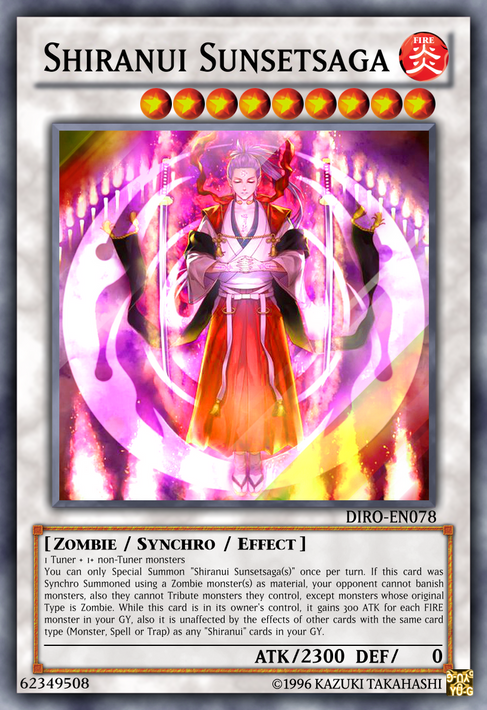 SHIRANUI SUNSETSAGA
FIRE
炎
DIRO-EN078
[ ZOMBIE / SYNCHRO / EFFECT ]
1 Tuner + 1+ non-Tuner monsters
You can only Special Summon "Shiranui Sunsetsaga(s)" once per turn. If this card was
Synchro Summoned using a Zombie monster(s) as material, your opponent cannot banish
monsters, also they cannot Tribute monsters they control, except monsters whose original
Type is Zombie. While this card is in its owner's control, it gains 300 ATK for each FIRE
monster in your GY, also it is unaffected by the effects of other cards with the same card
type (Monster, Spell or Trap) as any "Shiranui" cards in your GY.
ATK/2300 DEF/ 0
62349508
©1996 KAZUKI TAKAHASHI